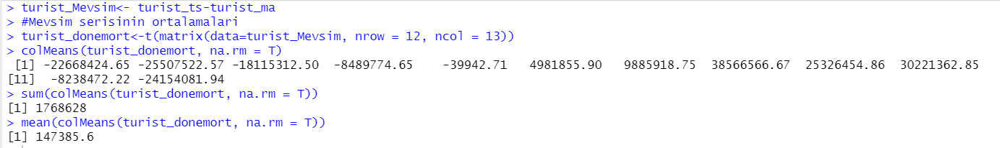 > turist_Mevsim<- turist_ts-turist_ma
> #Mevsim serisinin ortalamalari
> turist_donemort<-t(matrix(data=turist_Mevsim, nrow = 12, ncol = 13))
> colMeans(turist_donemort, na.rm = T)
[1] -22668424.65 -25507522.57 -18115312.50 -8489774.65 -39942.71 4981855.90 9885918.75 38566566.67 25326454.86 30221362.85
[11] -8238472.22 -24154081.94
> sum(colMeans(turist_donemort, na.rm = T))
[1] 1768628
> mean(colMeans(turist_donemort, na.rm = T))
[1] 147385.6